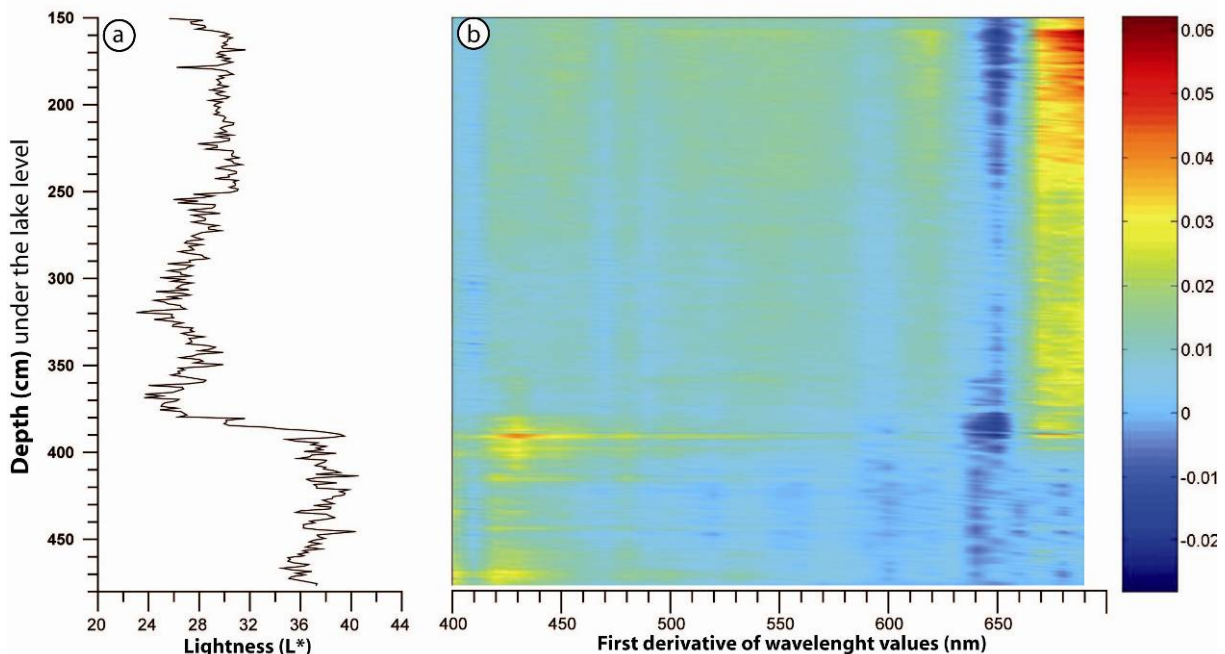 a
150
200
250
300
350
400
450
Depth (cm) under the lake level
20 24 28 32 36 40 44
Lightness (L*)
b
400 450 500 550 600 650
First derivative of wavelenght values (nm)
0.06
0.05
0.04
0.03
0.02
0.01
0
-0.01
-0.02